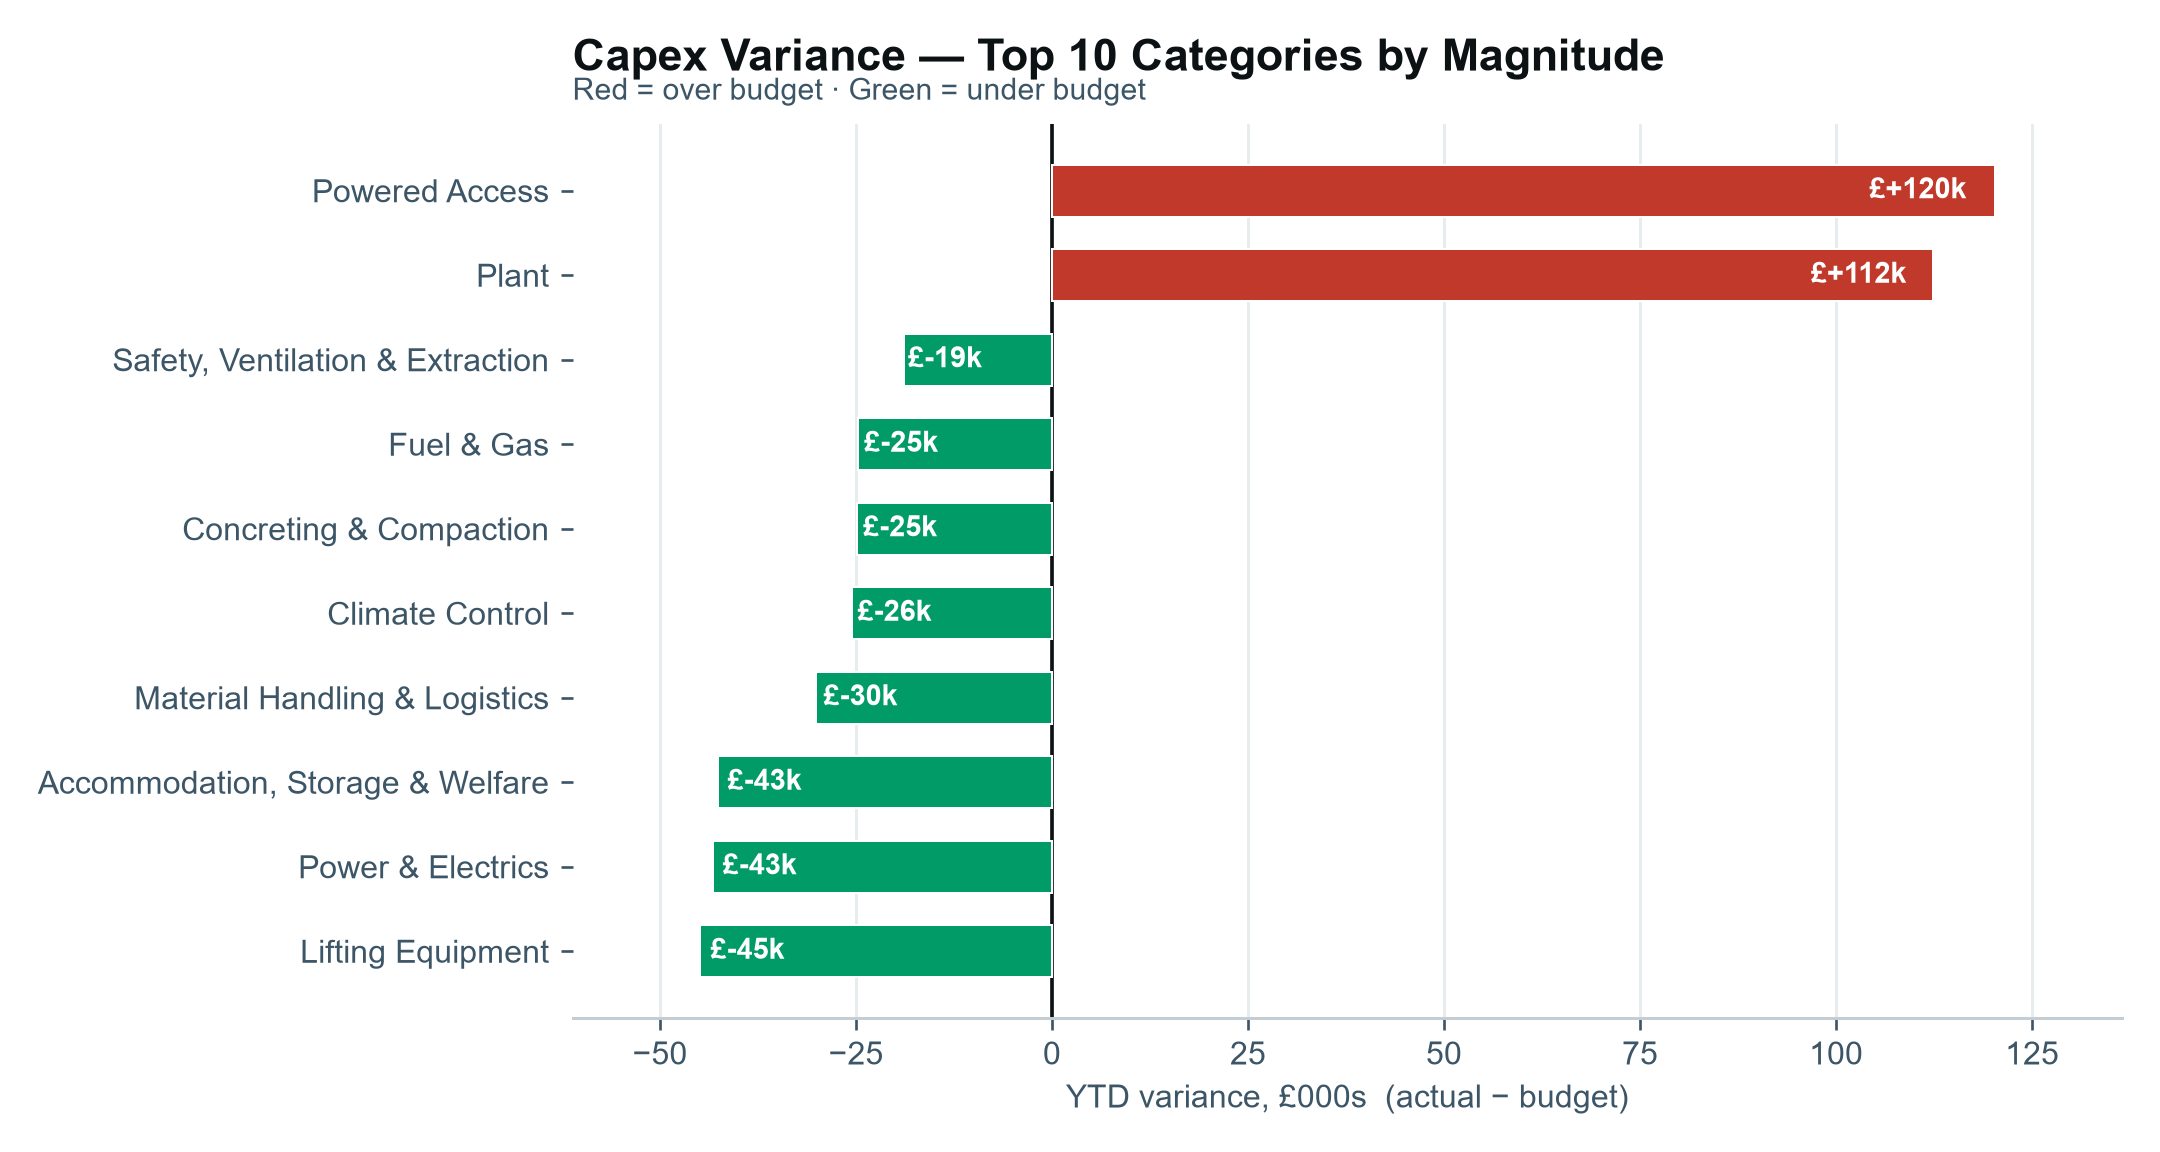 Capex Variance — Top 10 Categories by Magnitude
Red = over budget · Green = under budget
Powered Access £+120k
Plant £+112k
Safety, Ventilation & Extraction £-19k
Fuel & Gas £-25k
Concreting & Compaction £-25k
Climate Control £-26k
Material Handling & Logistics £-30k
Accommodation, Storage & Welfare £-43k
Power & Electrics £-43k
Lifting Equipment £-45k
−50 −25 0 25 50 75 100 125
YTD variance, £000s (actual − budget)